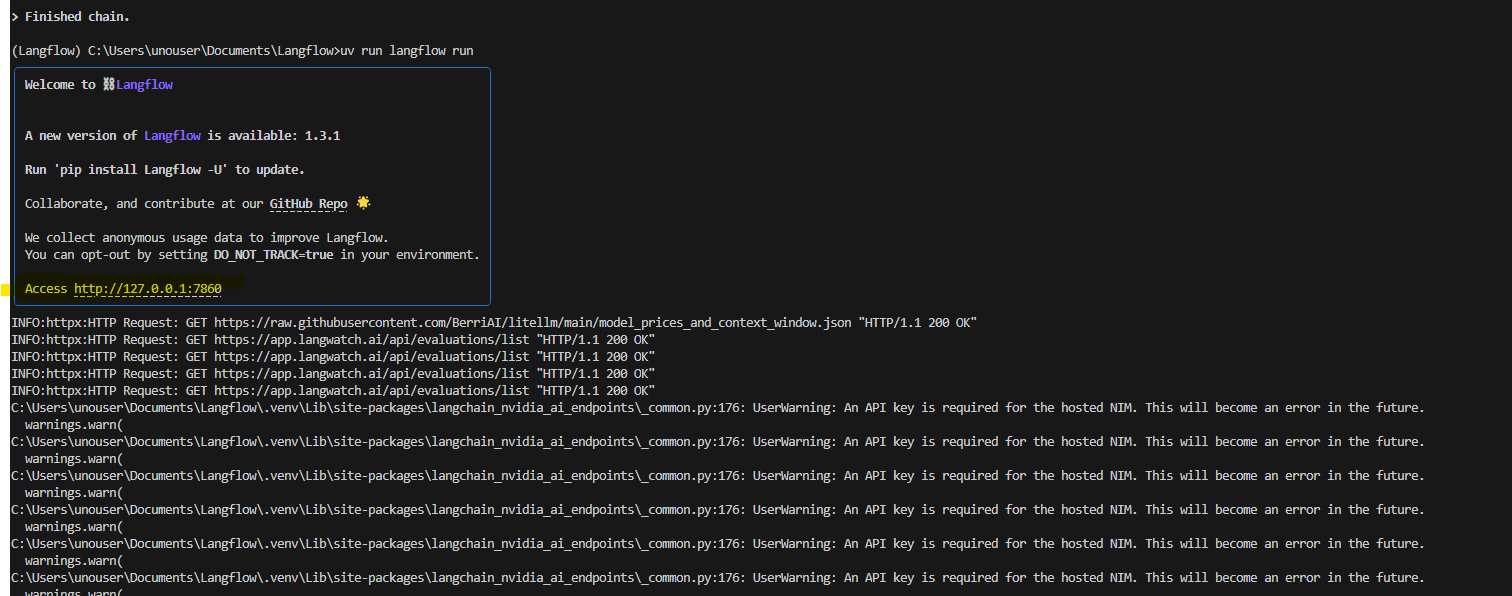 > Finished chain.
(Langflow) C:\Users\unouser\Documents\Langflow>uv run langflow run
Welcome to ⛓Langflow
A new version of Langflow is available: 1.3.1
Run 'pip install Langflow -U' to update.
Collaborate, and contribute at our GitHub Repo 🌟
We collect anonymous usage data to improve Langflow.
You can opt-out by setting DO_NOT_TRACK=true in your environment.
Access http://127.0.0.1:7860
INFO:httpx:HTTP Request: GET https://raw.githubusercontent.com/BerriAI/litellm/main/model_prices_and_context_window.json "HTTP/1.1 200 OK"
INFO:httpx:HTTP Request: GET https://app.langwatch.ai/api/evaluations/list "HTTP/1.1 200 OK"
INFO:httpx:HTTP Request: GET https://app.langwatch.ai/api/evaluations/list "HTTP/1.1 200 OK"
INFO:httpx:HTTP Request: GET https://app.langwatch.ai/api/evaluations/list "HTTP/1.1 200 OK"
INFO:httpx:HTTP Request: GET https://app.langwatch.ai/api/evaluations/list "HTTP/1.1 200 OK"
C:\Users\unouser\Documents\Langflow\.venv\Lib\site-packages\langchain_nvidia_ai_endpoints\_common.py:176: UserWarning: An API key is required for the hosted NIM. This will become an error in the future.
warnings.warn(
C:\Users\unouser\Documents\Langflow\.venv\Lib\site-packages\langchain_nvidia_ai_endpoints\_common.py:176: UserWarning: An API key is required for the hosted NIM. This will become an error in the future.
warnings.warn(
C:\Users\unouser\Documents\Langflow\.venv\Lib\site-packages\langchain_nvidia_ai_endpoints\_common.py:176: UserWarning: An API key is required for the hosted NIM. This will become an error in the future.
warnings.warn(
C:\Users\unouser\Documents\Langflow\.venv\Lib\site-packages\langchain_nvidia_ai_endpoints\_common.py:176: UserWarning: An API key is required for the hosted NIM. This will become an error in the future.
warnings.warn(
C:\Users\unouser\Documents\Langflow\.venv\Lib\site-packages\langchain_nvidia_ai_endpoints\_common.py:176: UserWarning: An API key is required for the hosted NIM. This will become an error in the future.
warnings.warn(
C:\Users\unouser\Documents\Langflow\.venv\Lib\site-packages\langchain_nvidia_ai_endpoints\_common.py:176: UserWarning: An API key is required for the hosted NIM. This will become an error in the future.
warnings.warn(